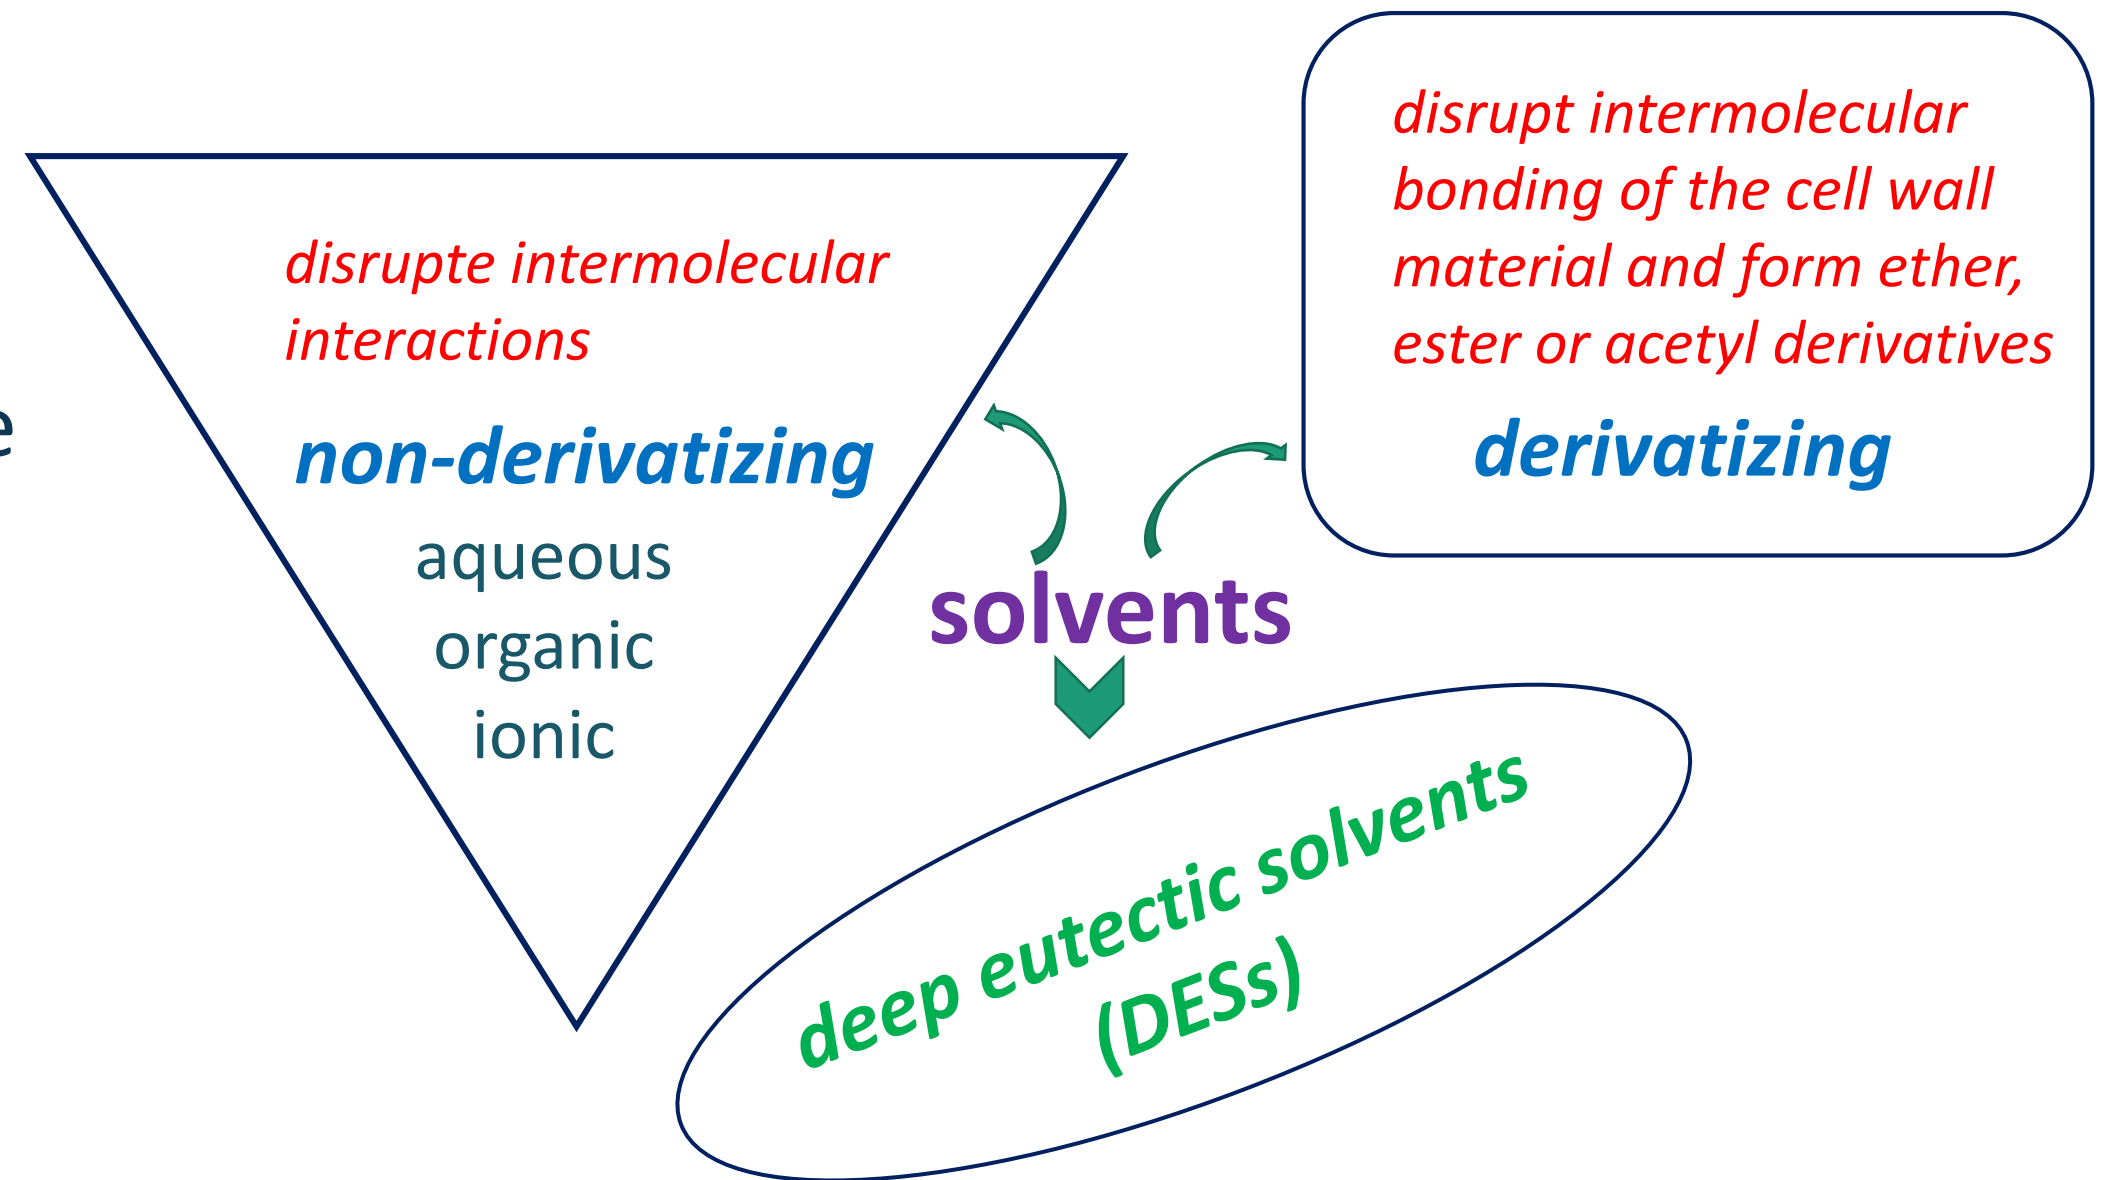 disrupte intermolecular
interactions
non-derivatizing
aqueous
organic
ionic
solvents
disrupt intermolecular
bonding of the cell wall
material and form ether,
ester or acetyl derivatives
derivatizing
deep eutectic solvents
(DESs)